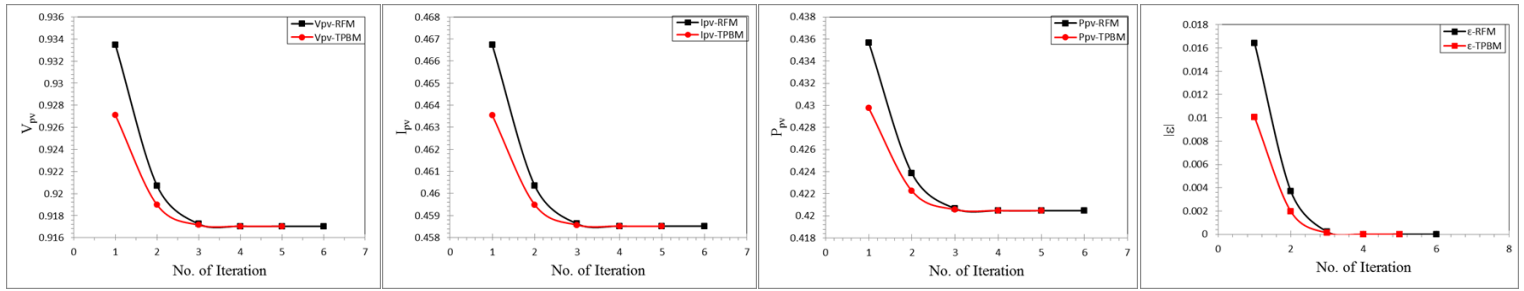 0.936
0.934
0.932
0.93
0.928
0.926
0.924
0.922
0.92
0.918
0.916
V_pv
Vpv-RFM
Vpv-TPBM
0 1 2 3 4 5 6 7
No. of Iteration
0.468
0.467
0.466
0.465
0.464
0.463
0.462
0.461
0.46
0.459
0.458
I_pv
Ipv-RFM
Ipv-TPBM
0 1 2 3 4 5 6 7
No. of Iteration
0.438
0.436
0.434
0.432
0.43
0.428
0.426
0.424
0.422
0.42
0.418
P_pv
Ppv-RFM
Ppv-TPBM
0 1 2 3 4 5 6 7
No. of Iteration
0.018
0.016
0.014
0.012
0.01
0.008
0.006
0.004
0.002
0
|ε|
ε-RFM
ε-TPBM
0 2 4 6 8
No. of Iteration